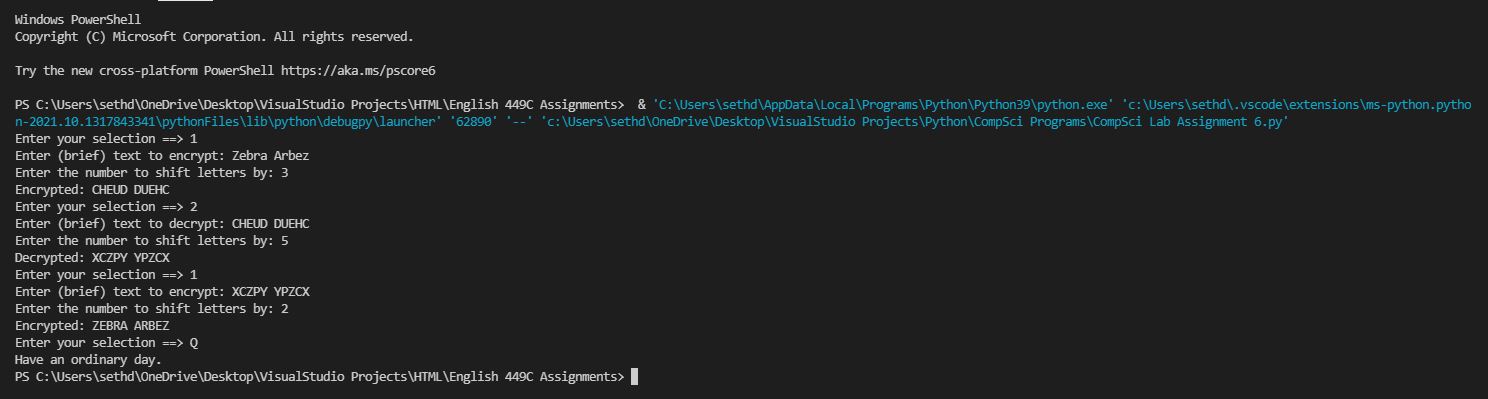 Windows PowerShell
Copyright (C) Microsoft Corporation. All rights reserved.
Try the new cross-platform PowerShell https://aka.ms/pscore6
PS C:\Users\sethd\OneDrive\Desktop\VisualStudio Projects\HTML\English 449C Assignments>  & 'C:\Users\sethd\AppData\Local\Programs\Python\Python39\python.exe' 'c:\Users\sethd\.vscode\extensions\ms-python.pytho
n-2021.10.1317843341\pythonFiles\lib\python\debugpy\launcher' '62890' '--' 'c:\Users\sethd\OneDrive\Desktop\VisualStudio Projects\Python\CompSci Programs\CompSci Lab Assignment 6.py'
Enter your selection ==> 1
Enter (brief) text to encrypt: Zebra Arbez
Enter the number to shift letters by: 3
Encrypted: CHEUD DUEHC
Enter your selection ==> 2
Enter (brief) text to decrypt: CHEUD DUEHC
Enter the number to shift letters by: 5
Decrypted: XCZPY YPZCX
Enter your selection ==> 1
Enter (brief) text to encrypt: XCZPY YPZCX
Enter the number to shift letters by: 2
Encrypted: ZEBRA ARBEZ
Enter your selection ==> Q
Have an ordinary day.
PS C:\Users\sethd\OneDrive\Desktop\VisualStudio Projects\HTML\English 449C Assignments>